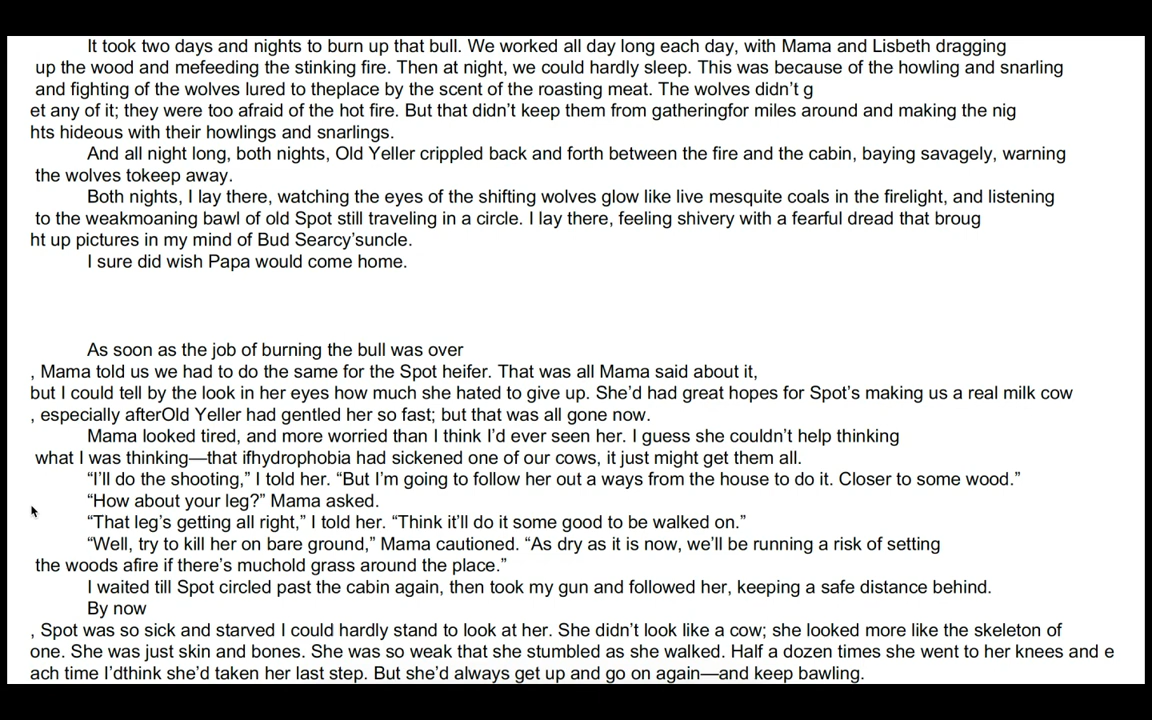 It took two days and nights to burn up that bull. We worked all day long each day, with Mama and Lisbeth dragging
up the wood and mefeeding the stinking fire. Then at night, we could hardly sleep. This was because of the howling and snarling
and fighting of the wolves lured to theplace by the scent of the roasting meat. The wolves didn’t g
et any of it; they were too afraid of the hot fire. But that didn’t keep them from gatheringfor miles around and making the nig
hts hideous with their howlings and snarlings.
And all night long, both nights, Old Yeller crippled back and forth between the fire and the cabin, baying savagely, warning
the wolves tokeep away.
Both nights, I lay there, watching the eyes of the shifting wolves glow like live mesquite coals in the firelight, and listening
to the weakmoaning bawl of old Spot still traveling in a circle. I lay there, feeling shivery with a fearful dread that broug
ht up pictures in my mind of Bud Searcy’suncle.
I sure did wish Papa would come home.
As soon as the job of burning the bull was over
, Mama told us we had to do the same for the Spot heifer. That was all Mama said about it,
but I could tell by the look in her eyes how much she hated to give up. She’d had great hopes for Spot’s making us a real milk cow
, especially afterOld Yeller had gentled her so fast; but that was all gone now.
Mama looked tired, and more worried than I think I’d ever seen her. I guess she couldn’t help thinking
what I was thinking—that ifhydrophobia had sickened one of our cows, it just might get them all.
“I’ll do the shooting,” I told her. “But I’m going to follow her out a ways from the house to do it. Closer to some wood.”
“How about your leg?” Mama asked.
“That leg’s getting all right,” I told her. “Think it’ll do it some good to be walked on.”
“Well, try to kill her on bare ground,” Mama cautioned. “As dry as it is now, we’ll be running a risk of setting
the woods afire if there’s muchold grass around the place.”
I waited till Spot circled past the cabin again, then took my gun and followed her, keeping a safe distance behind.
By now
, Spot was so sick and starved I could hardly stand to look at her. She didn’t look like a cow; she looked more like the skeleton of
one. She was just skin and bones. She was so weak that she stumbled as she walked. Half a dozen times she went to her knees and e
ach time I’dthink she’d taken her last step. But she’d always get up and go on again—and keep bawling.